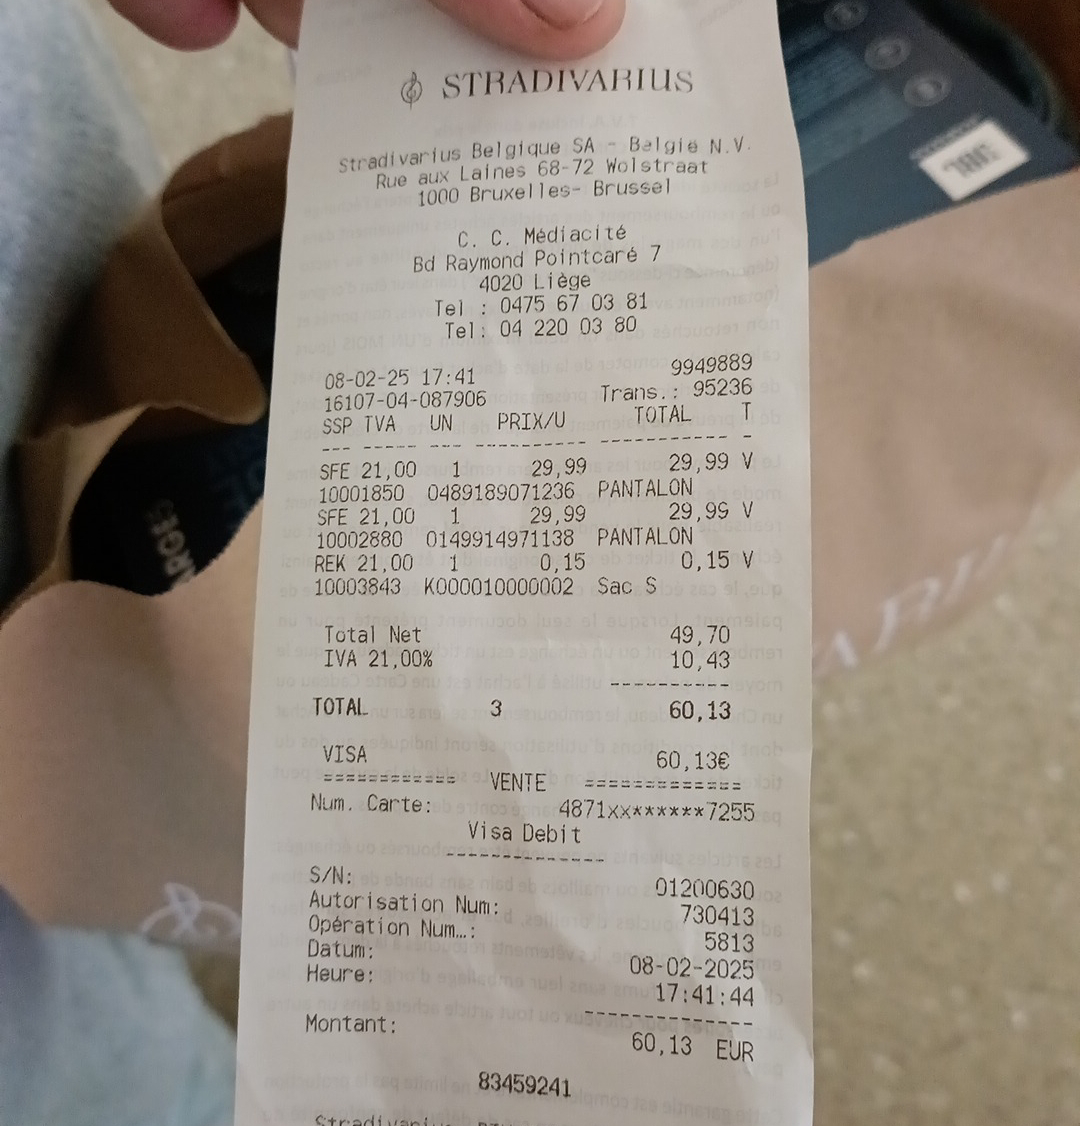 STRADIVARIUS
Stradivarius Belgique SA - Belgie N.V.
Rue aux Laines 68-72 Wolstraat
1000 Bruxelles- Brussel
C. C. Médiacité
Bd Raymond Pointcaré 7
4020 Liège
Tel : 0475 67 03 81
Tel: 04 220 03 80
08-02-25 17:41 9949889
16107-04-087906 Trans.: 95236
SSP TVA UN PRIX/U TOTAL T
--- ----- --- ---------- ----------- -
SFE 21,00 1 29,99 29,99 V
10001850 0489189071236 PANTALON
SFE 21,00 1 29,99 29,99 V
10002880 0149914971138 PANTALON
REK 21,00 1 0,15 0,15 V
10003843 K000010000002 Sac S
Total Net 49,70
IVA 21,00% 10,43
----------
TOTAL 3 60,13
VISA 60,13€
============ VENTE ==============
Num. Carte: 4871xx*******7255
Visa Debit
--------------
S/N: 01200630
Autorisation Num: 730413
Opération Num…: 5813
Datum: 08-02-2025
Heure: 17:41:44
--------------
Montant: 60,13 EUR
83459241